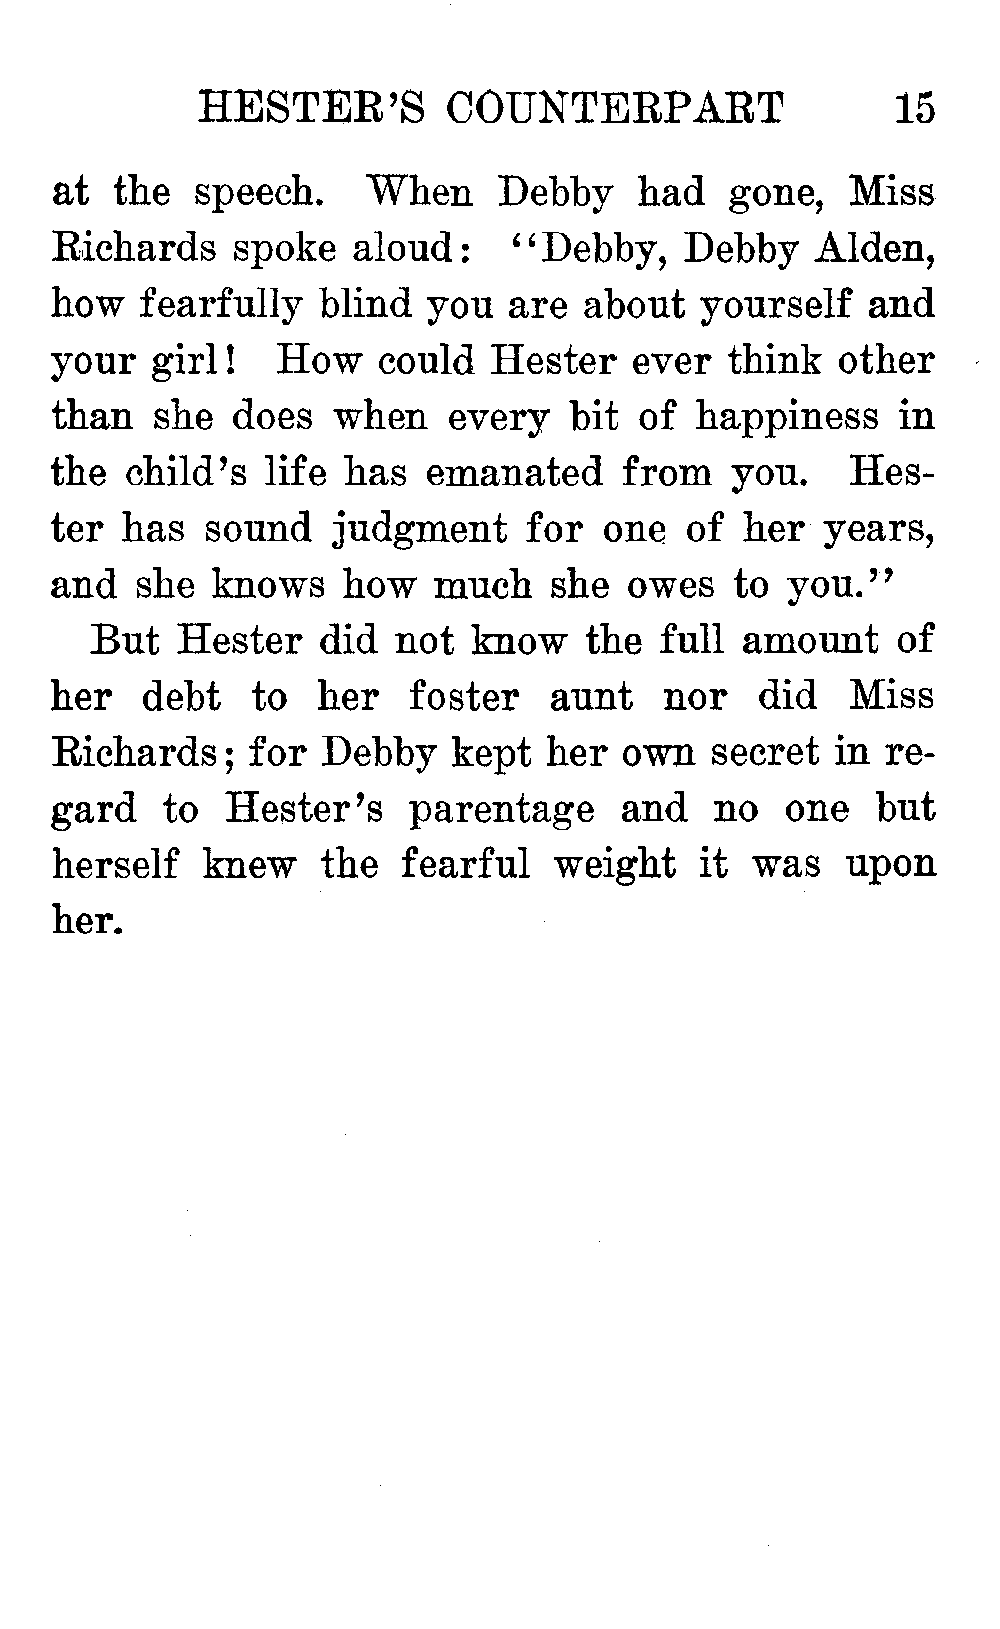 HESTER'S COUNTERPART 15
at the speech. When Debby had gone, Miss
Richards spoke aloud: "Debby, Debby Alden,
how fearfully blind you are about yourself and
your girl! How could Hester ever think other
than she does when every bit of happiness in
the child's life has emanated from you. Hes-
ter has sound judgment for one of her years,
and she knows how much she owes to you."
But Hester did not know the full amount of
her debt to her foster aunt nor did Miss
Richards; for Debby kept her own secret in re-
gard to Hester's parentage and no one but
herself knew the fearful weight it was upon
her.